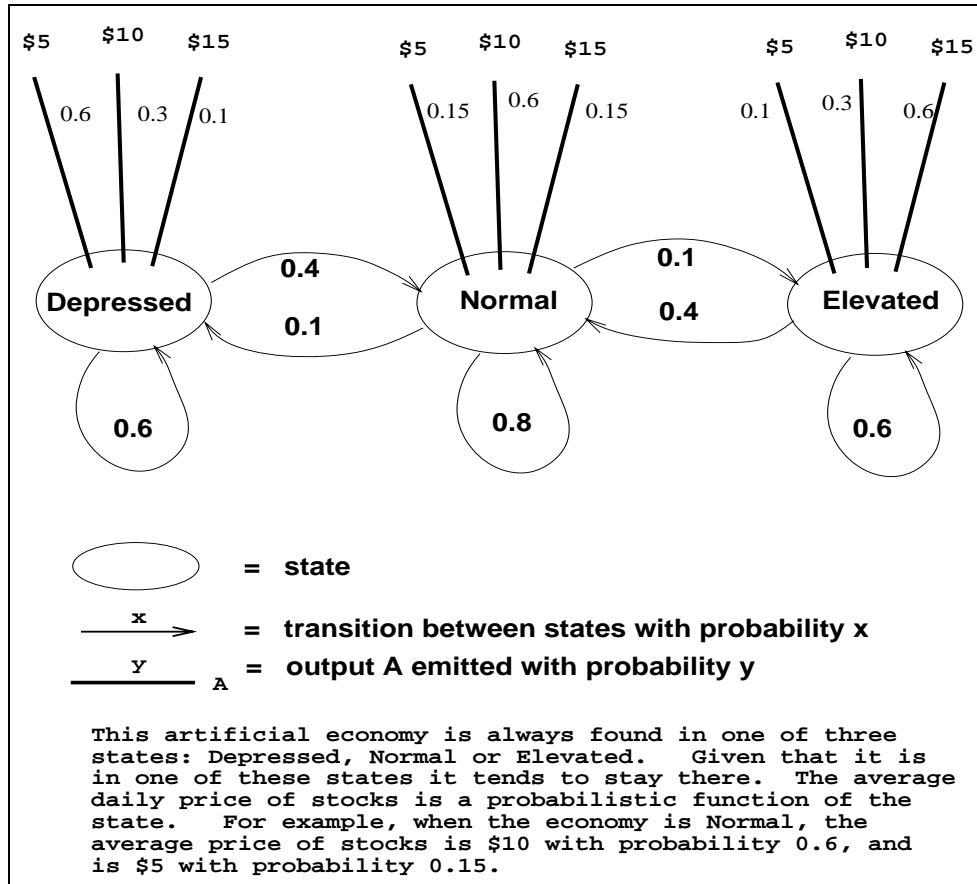 $5 $10 $15 $5 $10 $15 $5 $10 $15
0.6 0.3 0.1 0.15 0.6 0.15 0.1 0.3 0.6
0.4 0.1
Depressed Normal Elevated
0.1 0.4
0.6 0.8 0.6
= state
x
= transition between states with probability x
y
A = output A emitted with probability y
This artificial economy is always found in one of three
states: Depressed, Normal or Elevated. Given that it is
in one of these states it tends to stay there. The average
daily price of stocks is a probabilistic function of the
state. For example, when the economy is Normal, the
average price of stocks is $10 with probability 0.6, and
is $5 with probability 0.15.